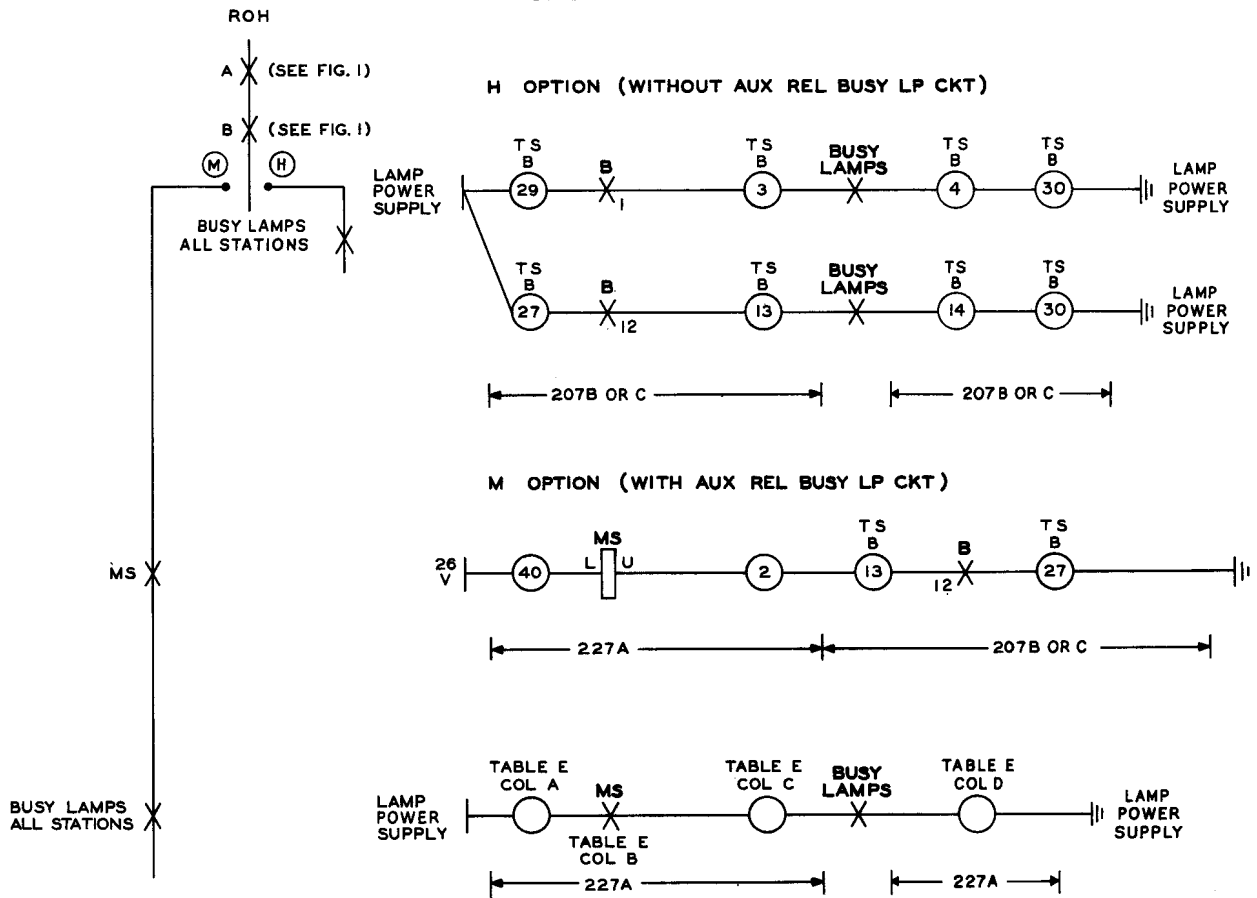 ROH
A (SEE FIG. 1)
B (SEE FIG. 1)
M H
BUSY LAMPS
ALL STATIONS
MS
BUSY LAMPS
ALL STATIONS
H OPTION (WITHOUT AUX REL BUSY LP CKT)
LAMP
POWER
SUPPLY
TS
B
29
B
1
TS
B
3
BUSY
LAMPS
TS
B
4
TS
B
30
LAMP
POWER
SUPPLY
TS
B
27
B
12
TS
B
13
BUSY
LAMPS
TS
B
14
TS
B
30
LAMP
POWER
SUPPLY
207B OR C
207B OR C
M OPTION (WITH AUX REL BUSY LP CKT)
26
V
40
L MS U
2
TS
B
13
B
12
TS
B
27
227A
207B OR C
LAMP
POWER
SUPPLY
TABLE E
COL A
MS
TABLE E
COL B
TABLE E
COL C
BUSY
LAMPS
TABLE E
COL D
LAMP
POWER
SUPPLY
227A
227A